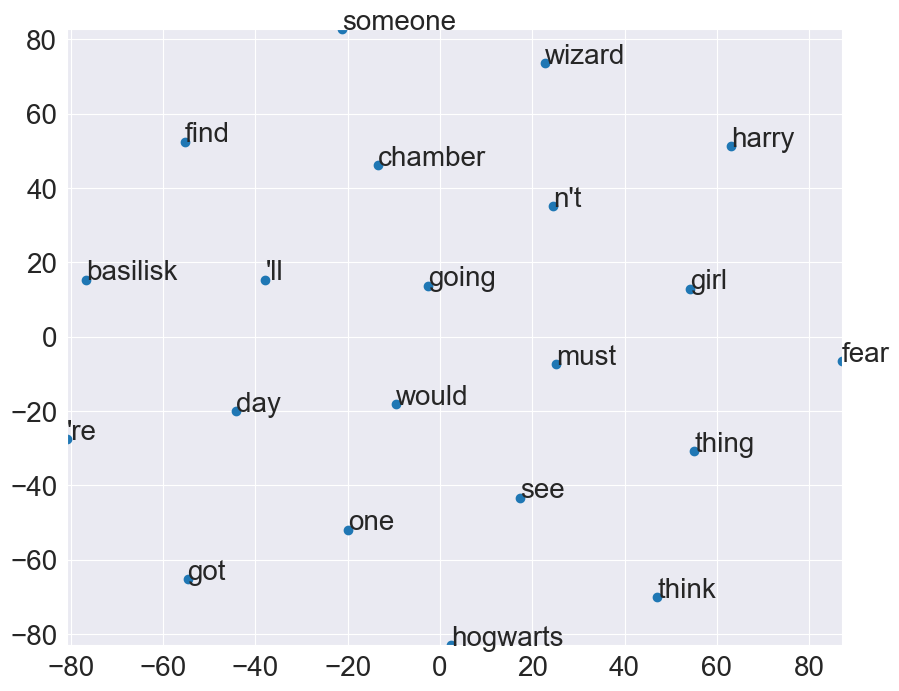 someone
80
wizard
find
harry
chamber
60
n't
40
basilisk
'll
going
girl
20
0
must
fear
day
would
−20
're
thing
−40
see
one
got
−60
think
hogwarts
−80
−80 −60 −40 −20 0 20 40 60 80